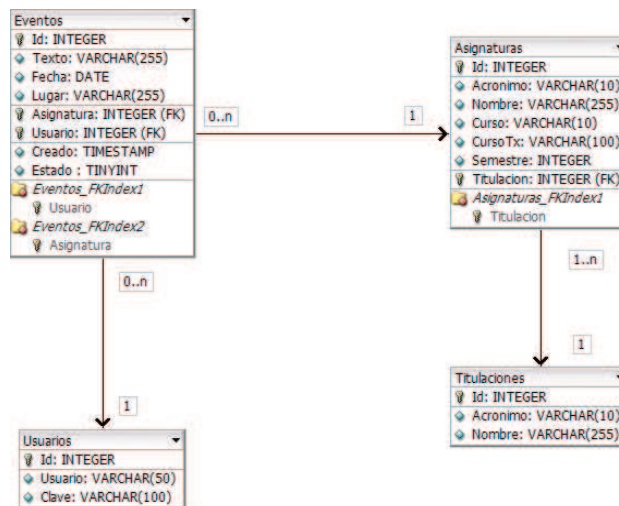 Eventos
Id: INTEGER
Texto: VARCHAR(255)
Fecha: DATE
Lugar: VARCHAR(255)
Asignatura: INTEGER (FK)
Usuario: INTEGER (FK)
Creado: TIMESTAMP
Estado : TINYINT
Eventos_FKIndex1
Usuario
Eventos_FKIndex2
Asignatura
0..n
1
Asignaturas
Id: INTEGER
Acronimo: VARCHAR(10)
Nombre: VARCHAR(255)
Curso: VARCHAR(10)
CursoTx: VARCHAR(100)
Semestre: INTEGER
Titulacion: INTEGER (FK)
Asignaturas_FKIndex1
Titulacion
0..n
1
1..n
1
Titulaciones
Id: INTEGER
Acronimo: VARCHAR(10)
Nombre: VARCHAR(255)
Usuarios
Id: INTEGER
Usuario: VARCHAR(50)
Clave: VARCHAR(100)